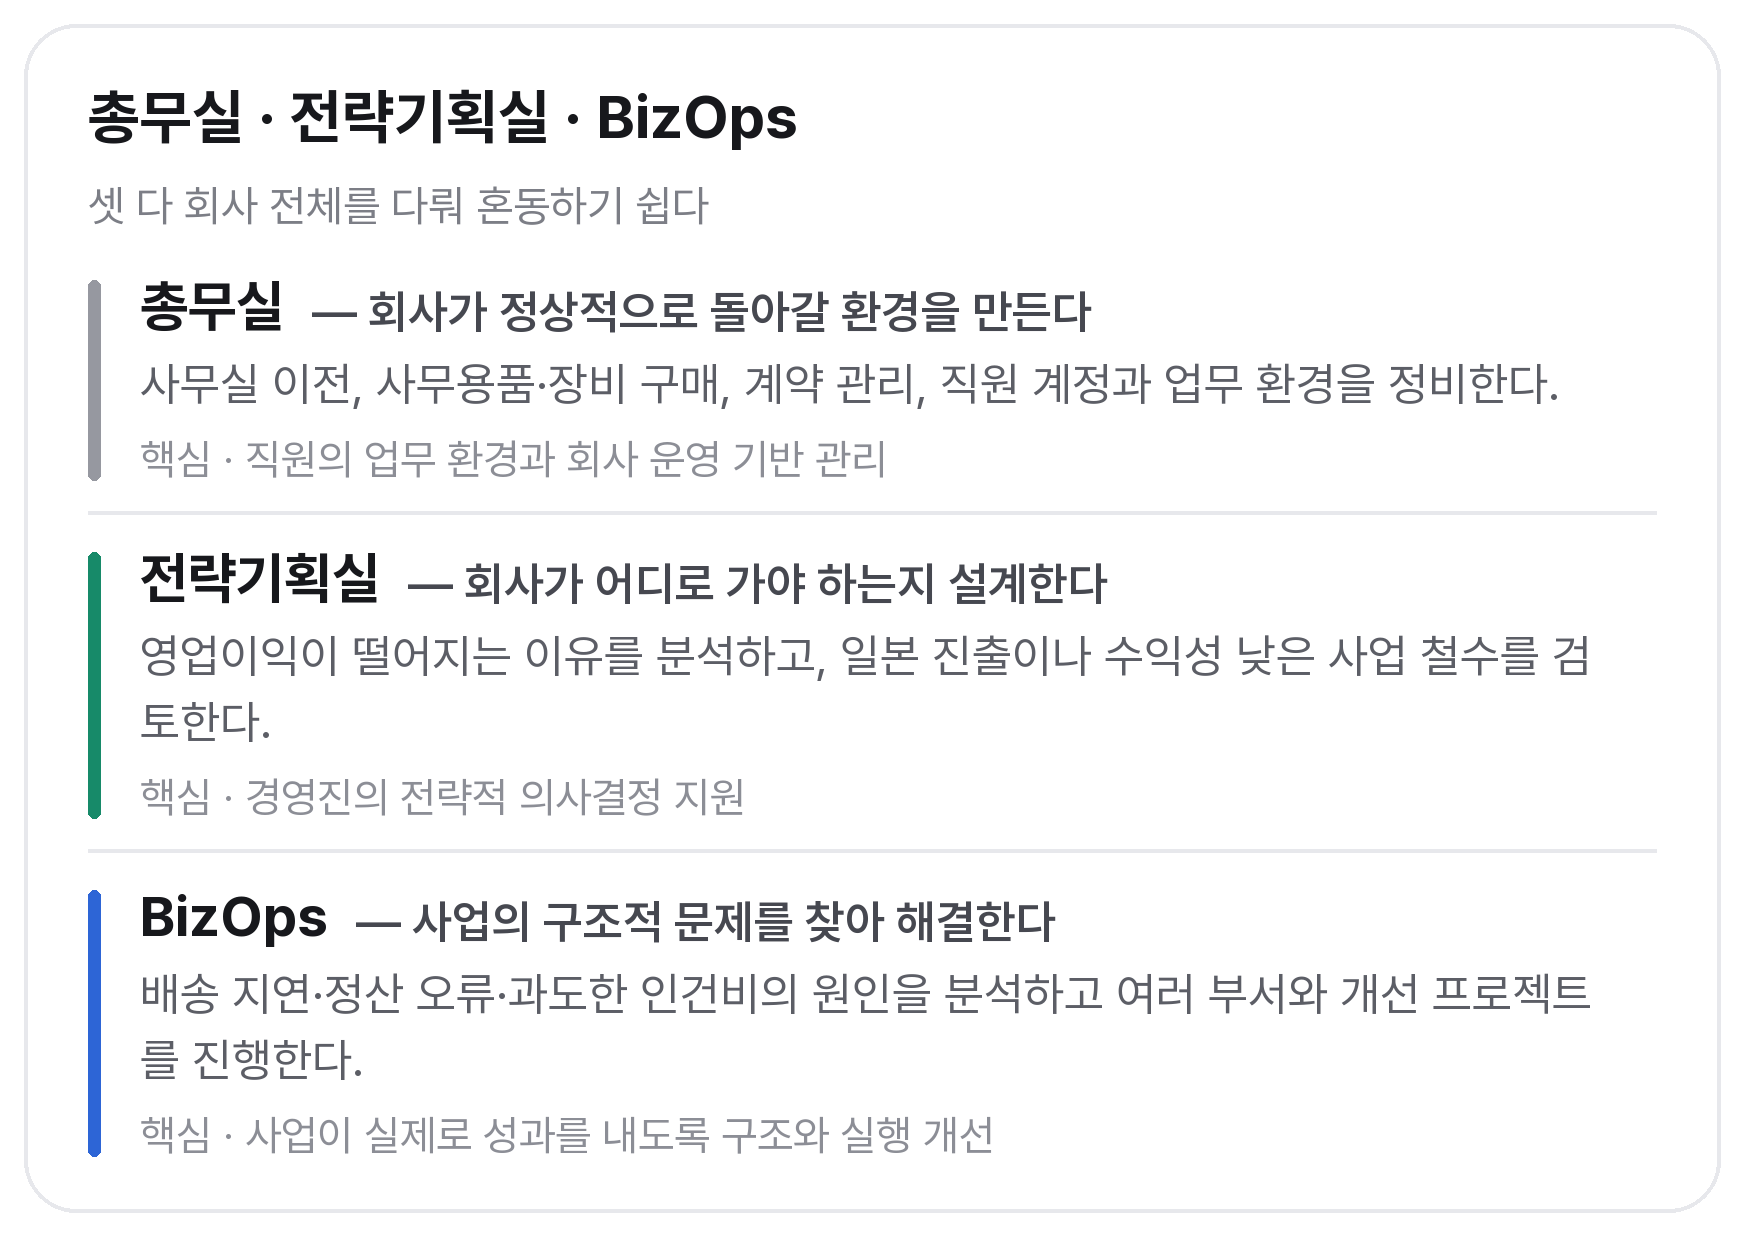 총무실 · 전략기획실 · BizOps
셋 다 회사 전체를 다뤄 혼동하기 쉽다
총무실 — 회사가 정상적으로 돌아갈 환경을 만든다
사무실 이전, 사무용품·장비 구매, 계약 관리, 직원 계정과 업무 환경을 정비한다.
핵심 · 직원의 업무 환경과 회사 운영 기반 관리
전략기획실 — 회사가 어디로 가야 하는지 설계한다
영업이익이 떨어지는 이유를 분석하고, 일본 진출이나 수익성 낮은 사업 철수를 검
토한다.
핵심 · 경영진의 전략적 의사결정 지원
BizOps — 사업의 구조적 문제를 찾아 해결한다
배송 지연·정산 오류·과도한 인건비의 원인을 분석하고 여러 부서와 개선 프로젝트
를 진행한다.
핵심 · 사업이 실제로 성과를 내도록 구조와 실행 개선